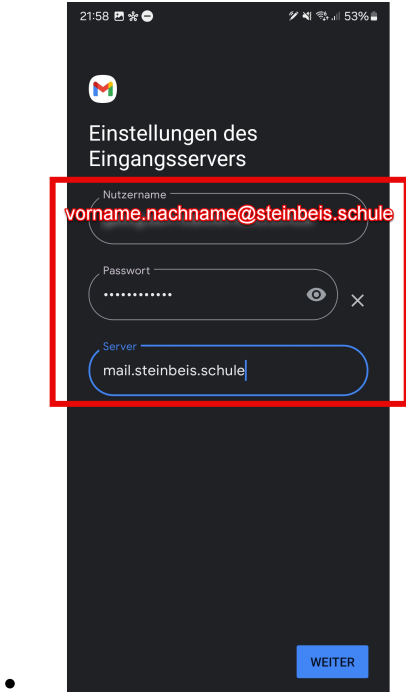 21:58 53%
Einstellungen des
Eingangsservers
Nutzername
vorname.nachname@steinbeis.schule
Passwort
••••••••••••
Server
mail.steinbeis.schule
WEITER